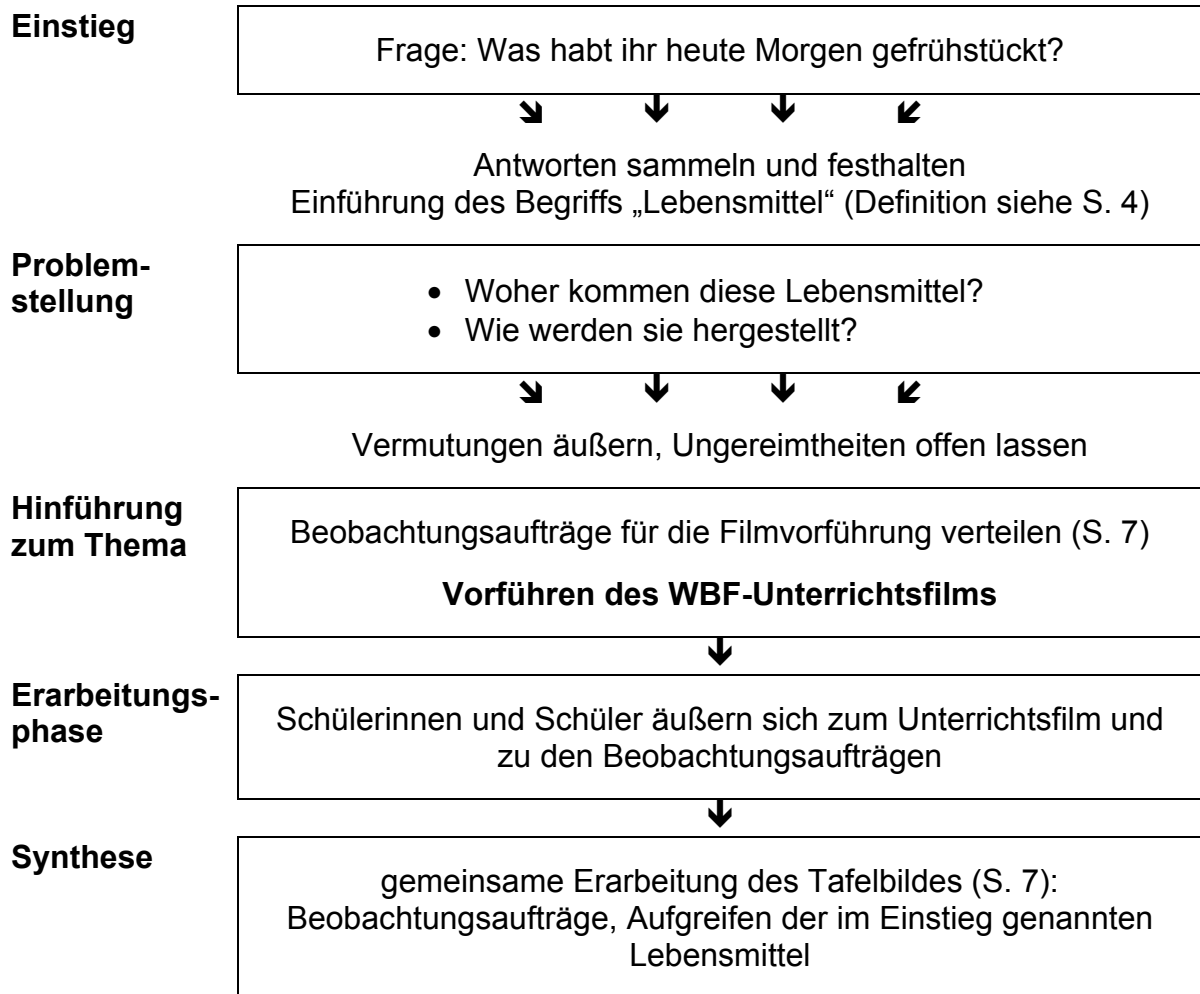 Einstieg
Frage: Was habt ihr heute Morgen gefrühstückt?
Antworten sammeln und festhalten
Einführung des Begriffs „Lebensmittel“ (Definition siehe S. 4)
Problem-
stellung
• Woher kommen diese Lebensmittel?
• Wie werden sie hergestellt?
Vermutungen äußern, Ungereimtheiten offen lassen
Hinführung
zum Thema
Beobachtungsaufträge für die Filmvorführung verteilen (S. 7)
Vorführen des WBF-Unterrichtsfilms
Erarbeitungs-
phase
Schülerinnen und Schüler äußern sich zum Unterrichtsfilm und
zu den Beobachtungsaufträgen
Synthese
gemeinsame Erarbeitung des Tafelbildes (S. 7):
Beobachtungsaufträge, Aufgreifen der im Einstieg genannten
Lebensmittel